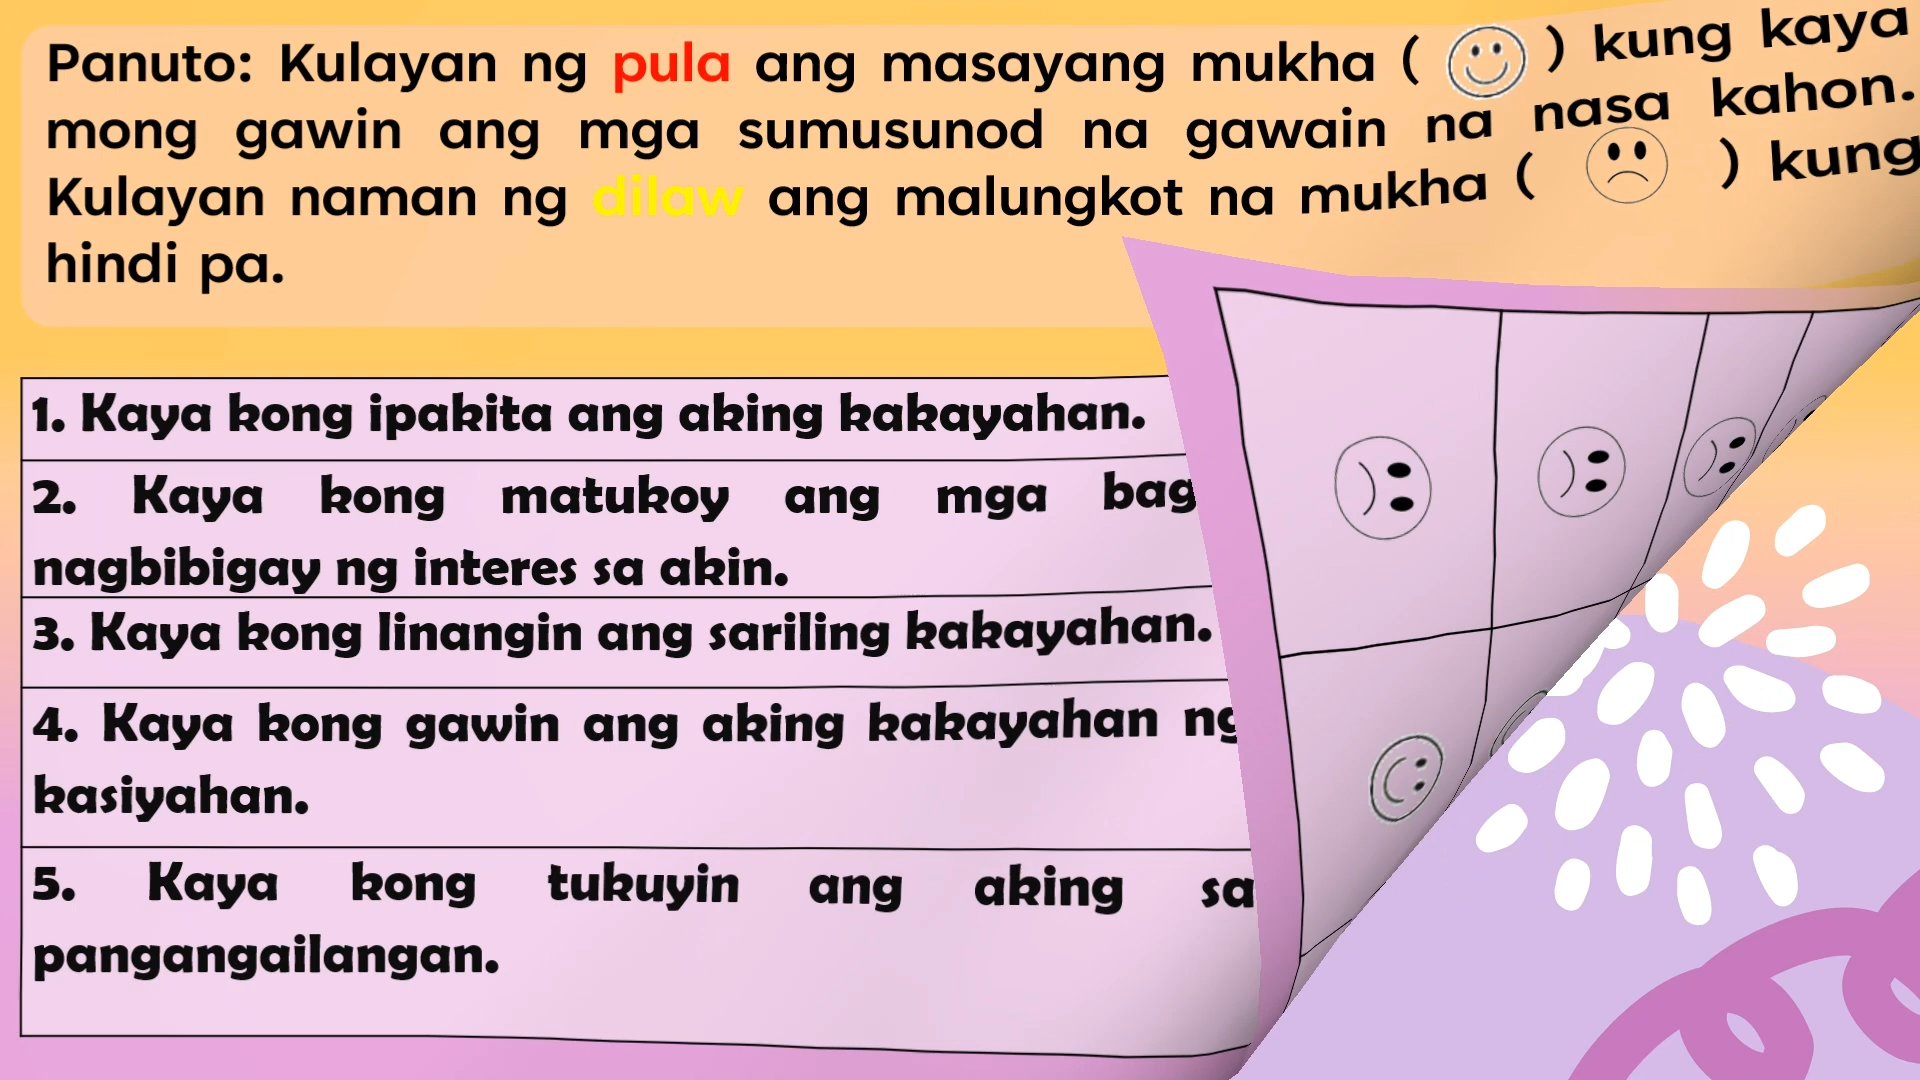 Panuto: Kulayan ng pula ang masayang mukha ( ) kung kaya
mong gawin ang mga sumusunod na gawain na nasa kahon.
Kulayan naman ng dilaw ang malungkot na mukha ( ) kung
hindi pa.
1. Kaya kong ipakita ang aking kakayahan.
2. Kaya kong matukoy ang mga
nagbibigay ng interes sa akin.
3. Kaya kong linangin ang sariling kakayahan.
4. Kaya kong gawin ang aking kakayahan
kasiyahan.
5. Kaya kong tukuyin ang aking
pangangailangan.